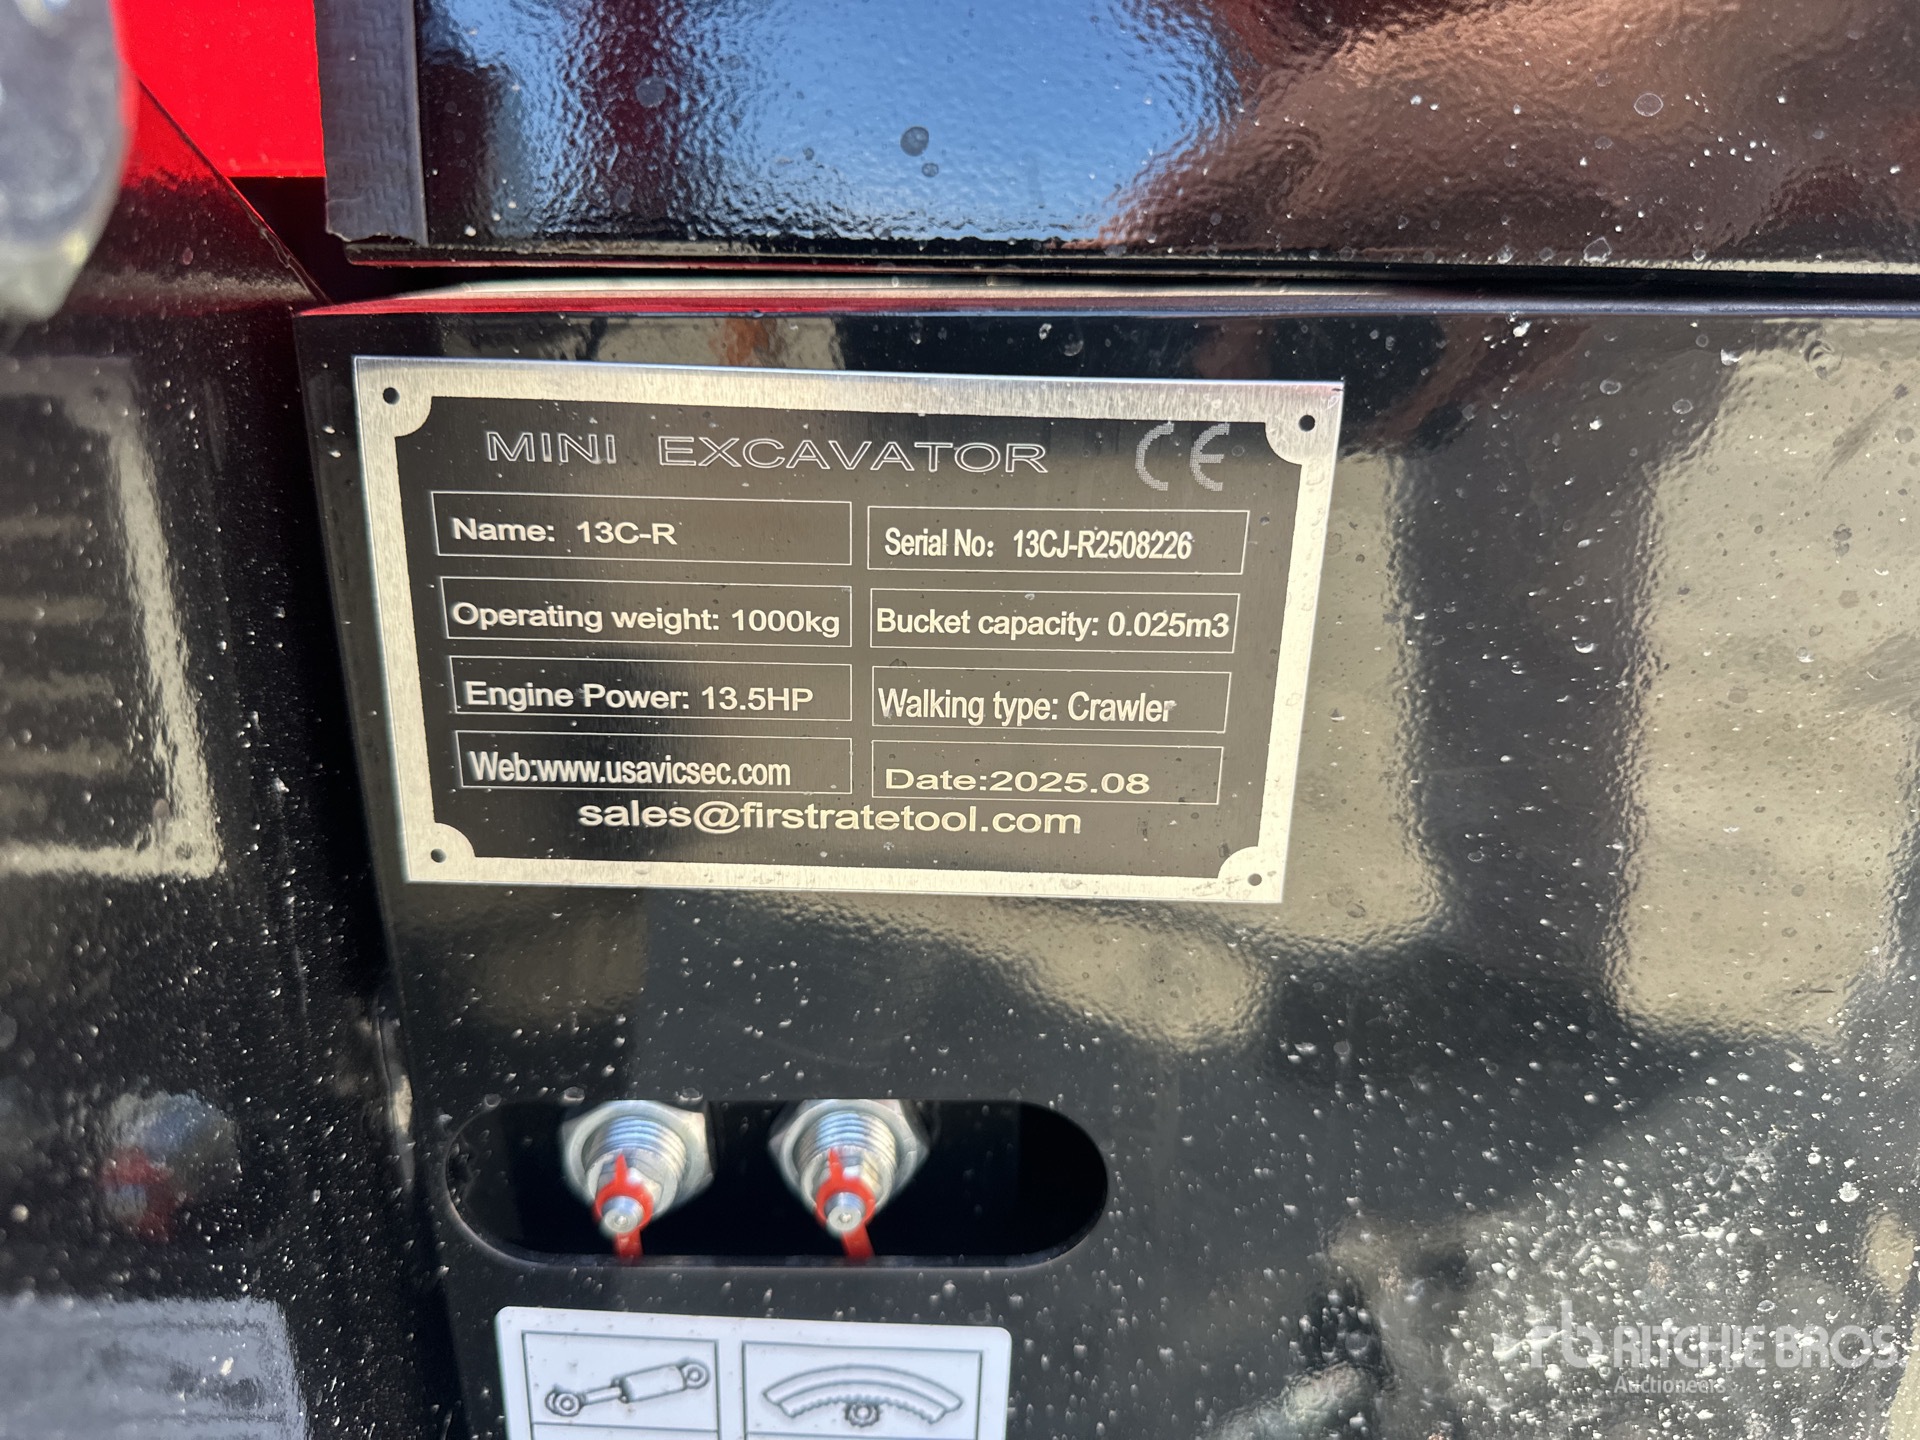 MINI EXCAVATOR CE
Name: 13C-R
Serial No: 13CJ-R2508226
Operating weight: 1000kg
Bucket capacity: 0.025m3
Engine Power: 13.5HP
Walking type: Crawler
Web:www.usavicsec.com
Date:2025.08
sales@firstratetool.com
rb RITCHIE BROS.
Auctioneers